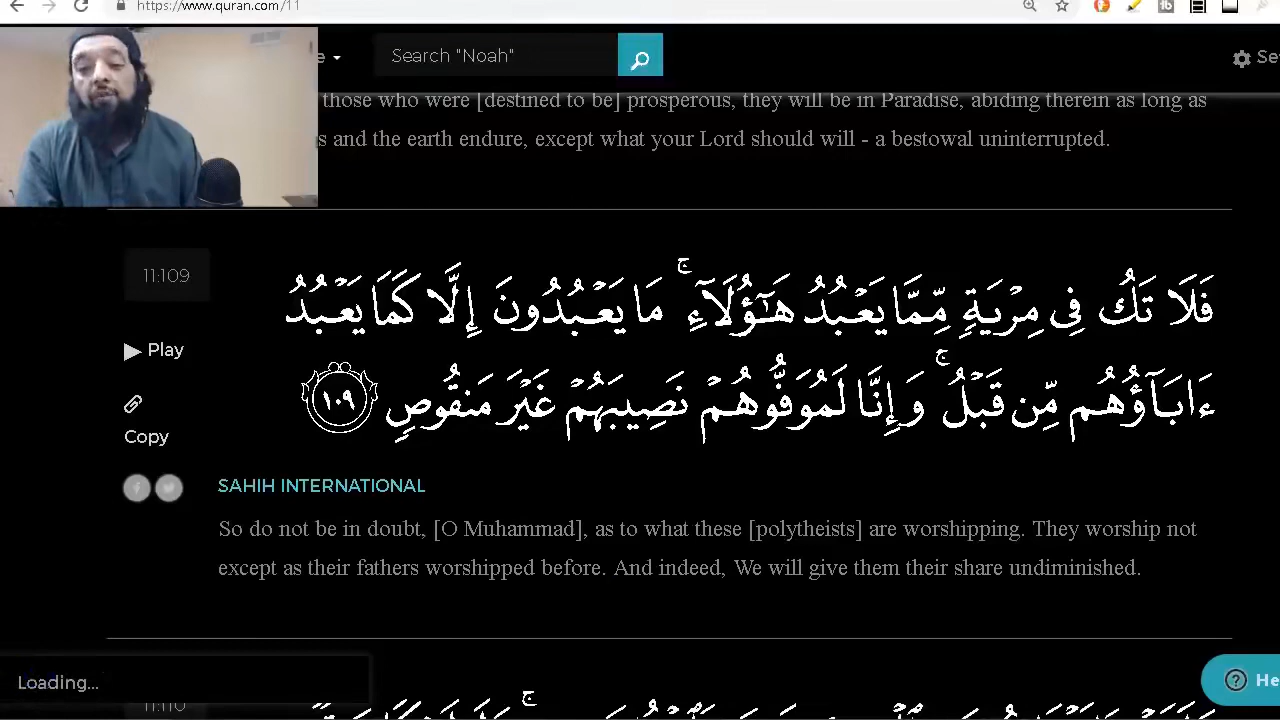 https://www.quran.com/11
e
Search "Noah"
Se
those who were [destined to be] prosperous, they will be in Paradise, abiding therein as long as
s and the earth endure, except what your Lord should will - a bestowal uninterrupted.
11:109
فَلَا تَكُ فِى مِرْيَةٍ مِّمَّا يَعْبُدُ هَـٰٓؤُلَآءِ ۚ مَا يَعْبُدُونَ إِلَّا كَمَا يَعْبُدُ
ءَابَآؤُهُم مِّن قَبْلُ ۚ وَإِنَّا لَمُوَفُّوهُمْ نَصِيبَهُمْ غَيْرَ مَنقُوصٍ ١٠٩
Play
Copy
SAHIH INTERNATIONAL
So do not be in doubt, [O Muhammad], as to what these [polytheists] are worshipping. They worship not
except as their fathers worshipped before. And indeed, We will give them their share undiminished.
Loading...
He
11:110